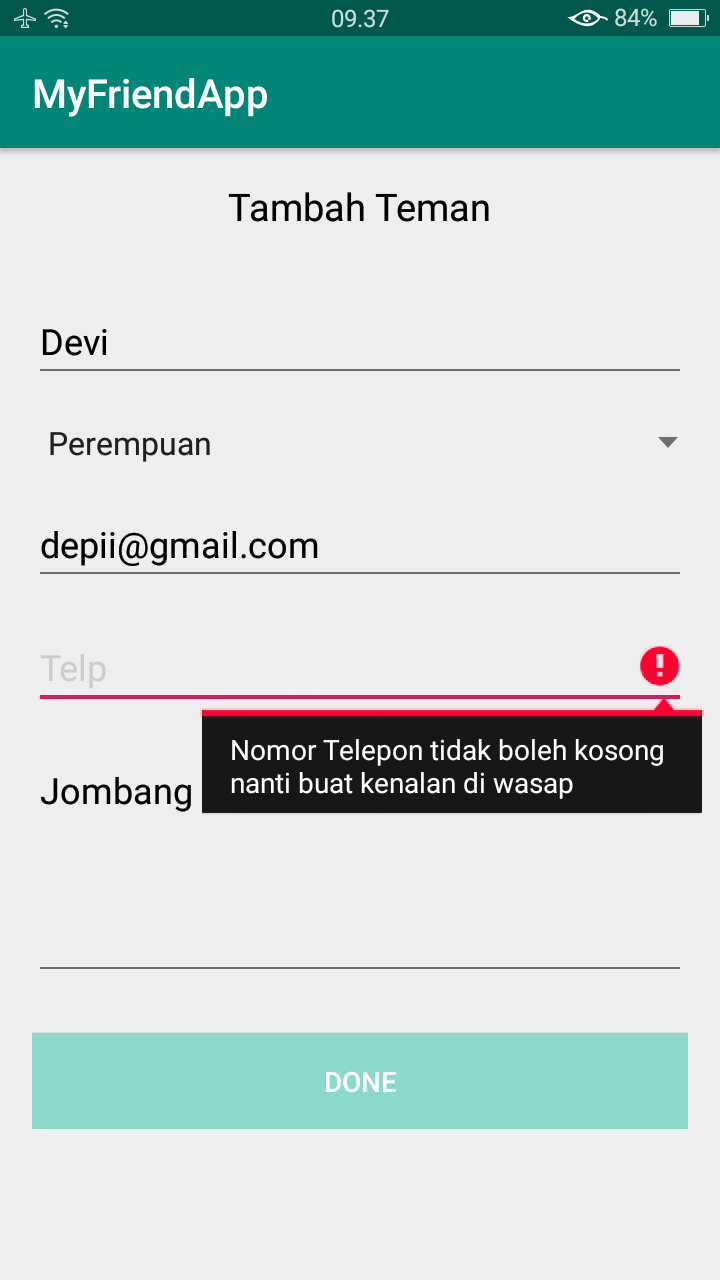 09.37
84%
MyFriendApp
Tambah Teman
Devi
Perempuan
depii@gmail.com
Telp
Nomor Telepon tidak boleh kosong
nanti buat kenalan di wasap
Jombang
DONE